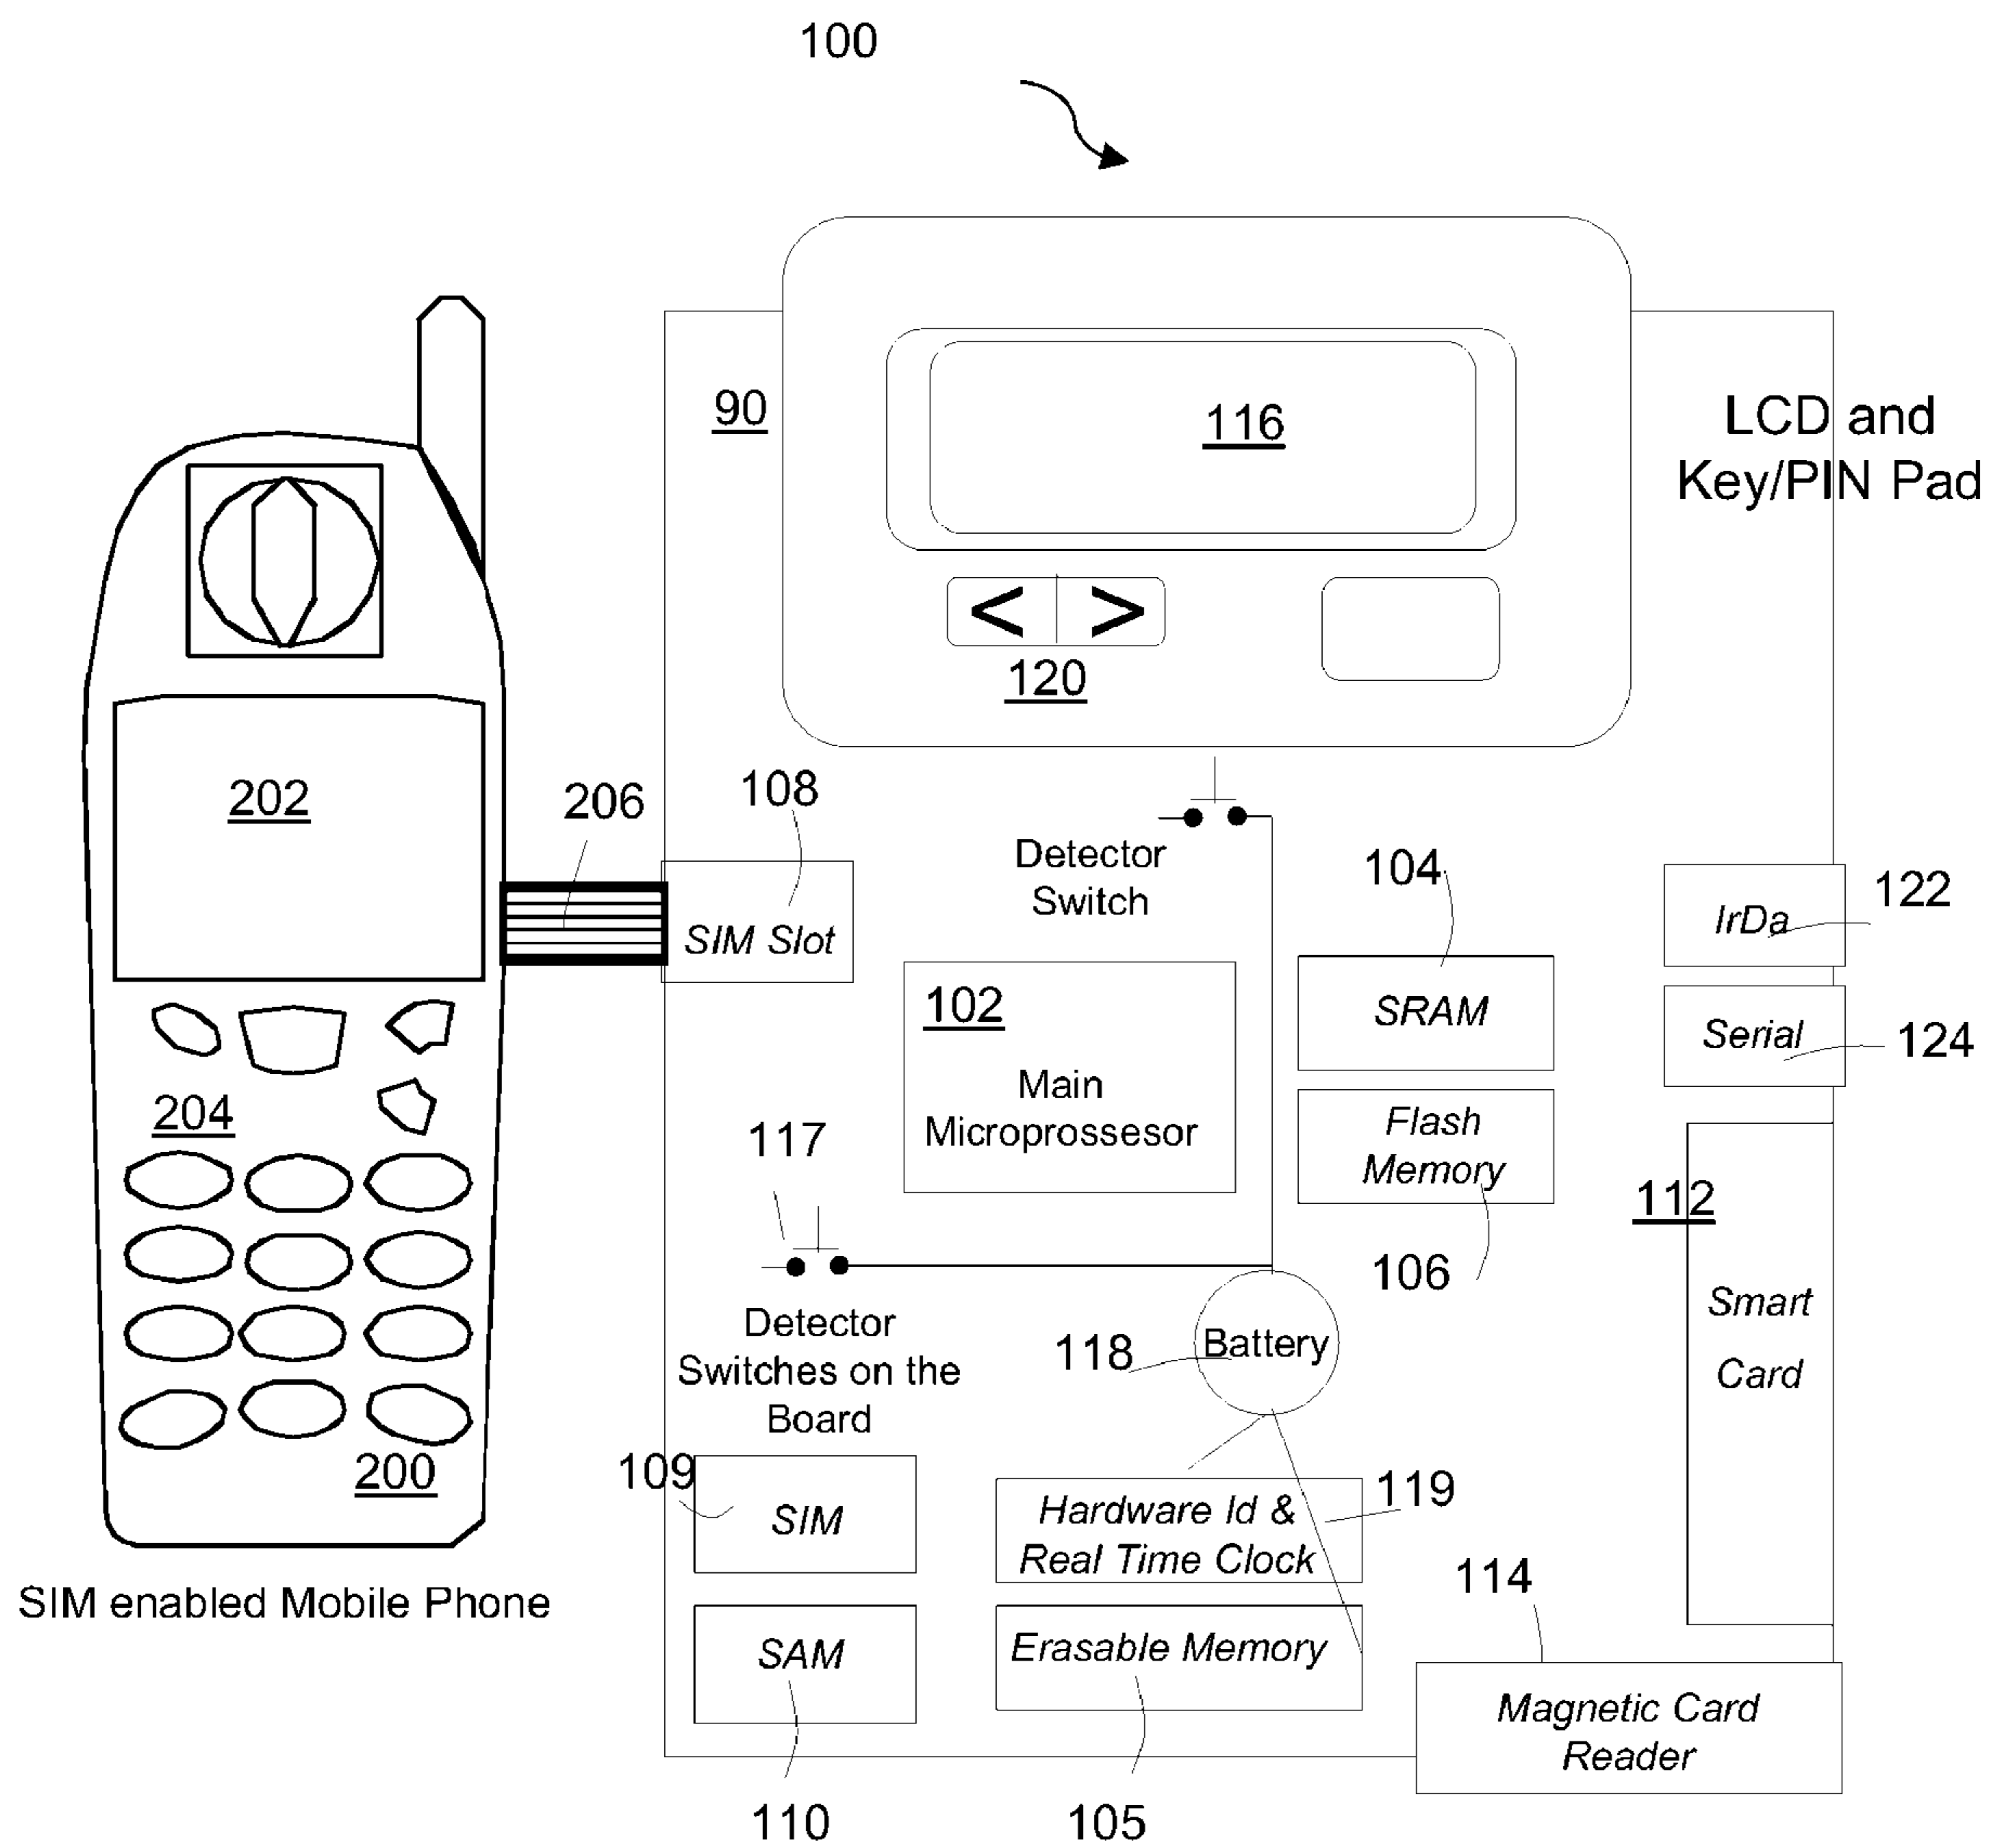 100
90
116
LCD and
Key/PIN Pad
< >
120
202
206
108
SIM Slot
Detector
Switch
104
SRAM
122
IrDa
Serial
124
102
Main
Microprossesor
Flash
Memory
106
112
Smart
Card
204
117
Detector
Switches on the
Board
118
Battery
200
SIM enabled Mobile Phone
109
SIM
Hardware Id &
Real Time Clock
119
114
SAM
Erasable Memory
Magnetic Card
Reader
110
105